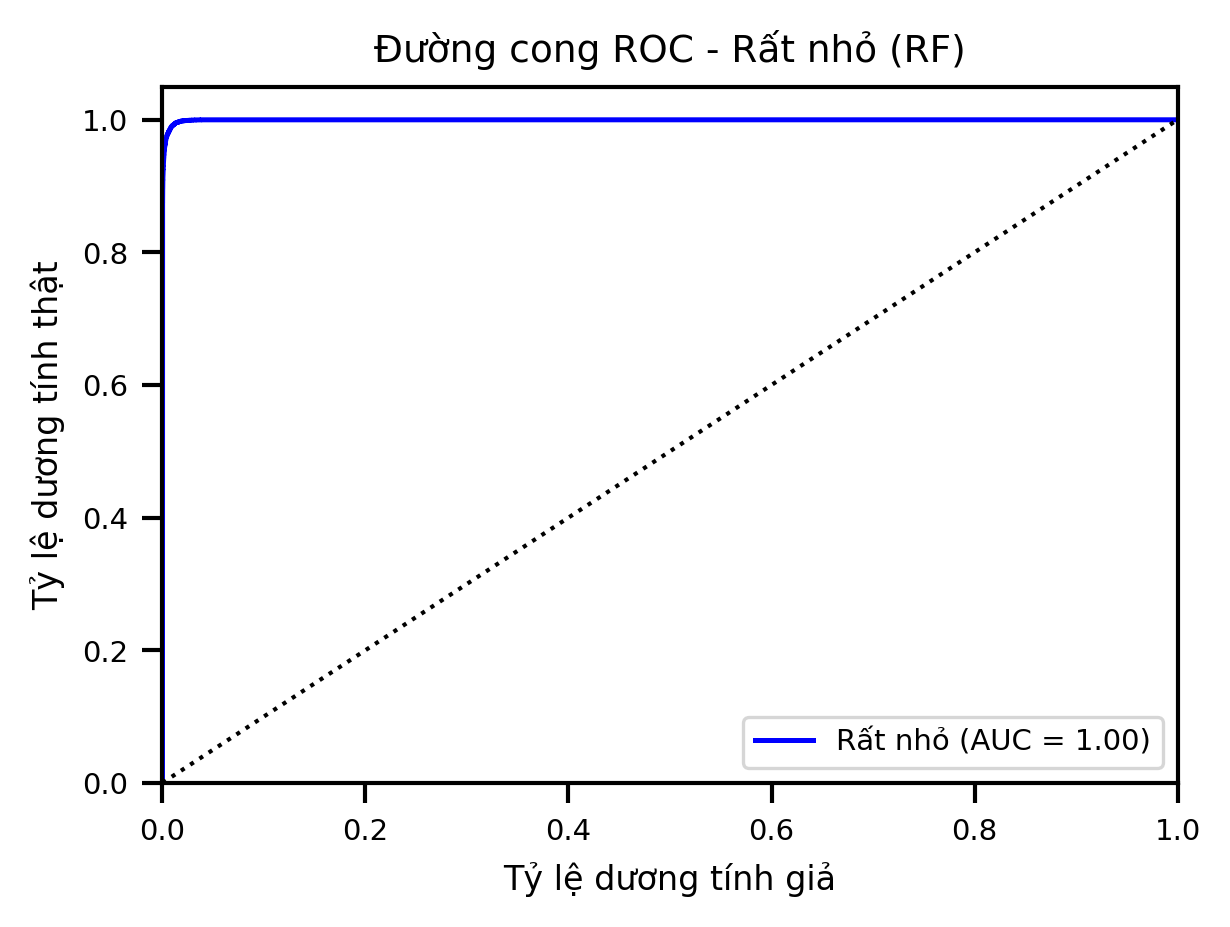 Đường cong ROC - Rất nhỏ (RF)
Tỷ lệ dương tính thật
1.0
0.8
0.6
0.4
0.2
0.0
Rất nhỏ (AUC = 1.00)
0.0 0.2 0.4 0.6 0.8 1.0
Tỷ lệ dương tính giả